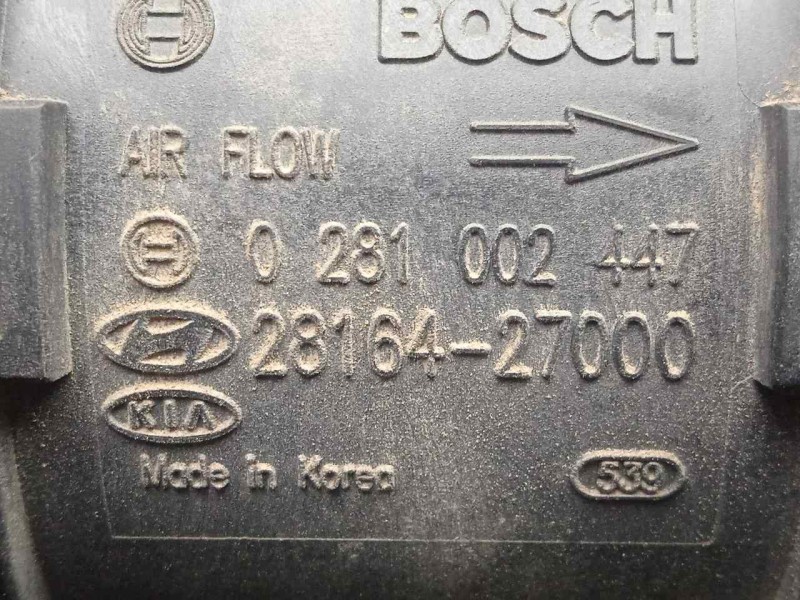 BOSCH
AIR FLOW
0 281 002 447
28164-27000
KIA
Made in Korea 539